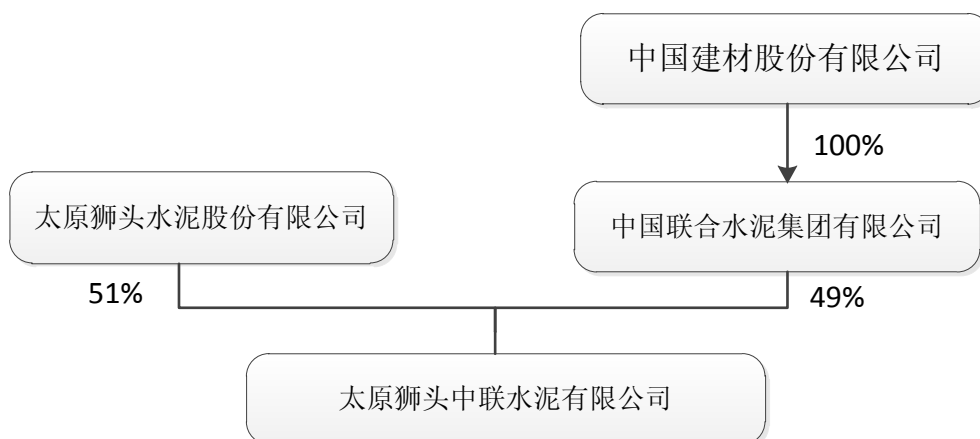 中国建材股份有限公司
100%
太原狮头水泥股份有限公司
中国联合水泥集团有限公司
51%
49%
太原狮头中联水泥有限公司